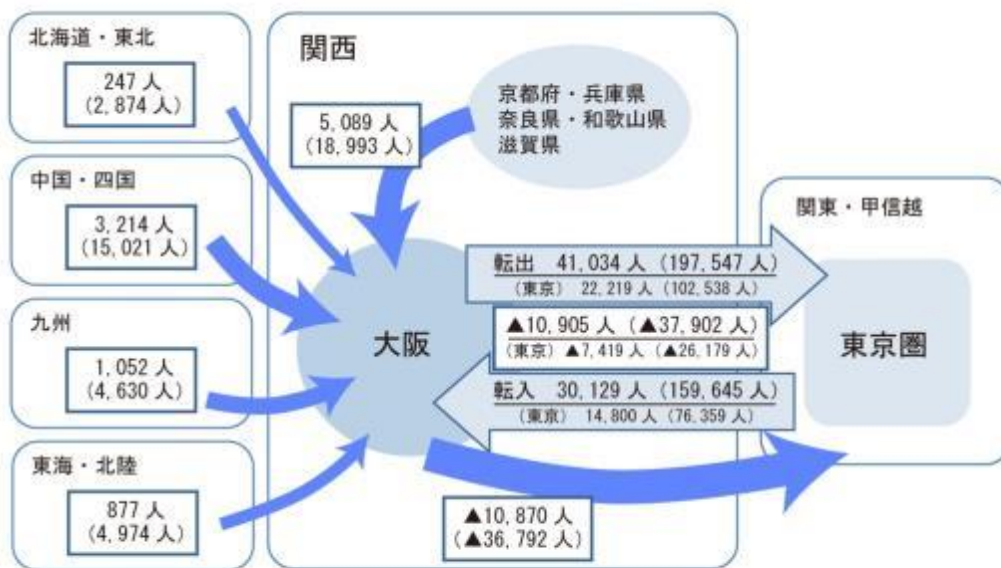 北海道・東北
247 人
(2,874 人)
中国・四国
3,214 人
(15,021 人)
九州
1,052 人
(4,630 人)
東海・北陸
877 人
(4,974 人)
関西
5,089 人
(18,993 人)
京都府・兵庫県
奈良県・和歌山県
滋賀県
大阪
転出 41,034 人 (197,547 人)
(東京) 22,219 人 (102,538 人)
▲10,905 人 (▲37,902 人)
(東京) ▲7,419 人 (▲26,179 人)
転入 30,129 人 (159,645 人)
(東京) 14,800 人 (76,359 人)
▲10,870 人
(▲36,792 人)
関東・甲信越
東京圏